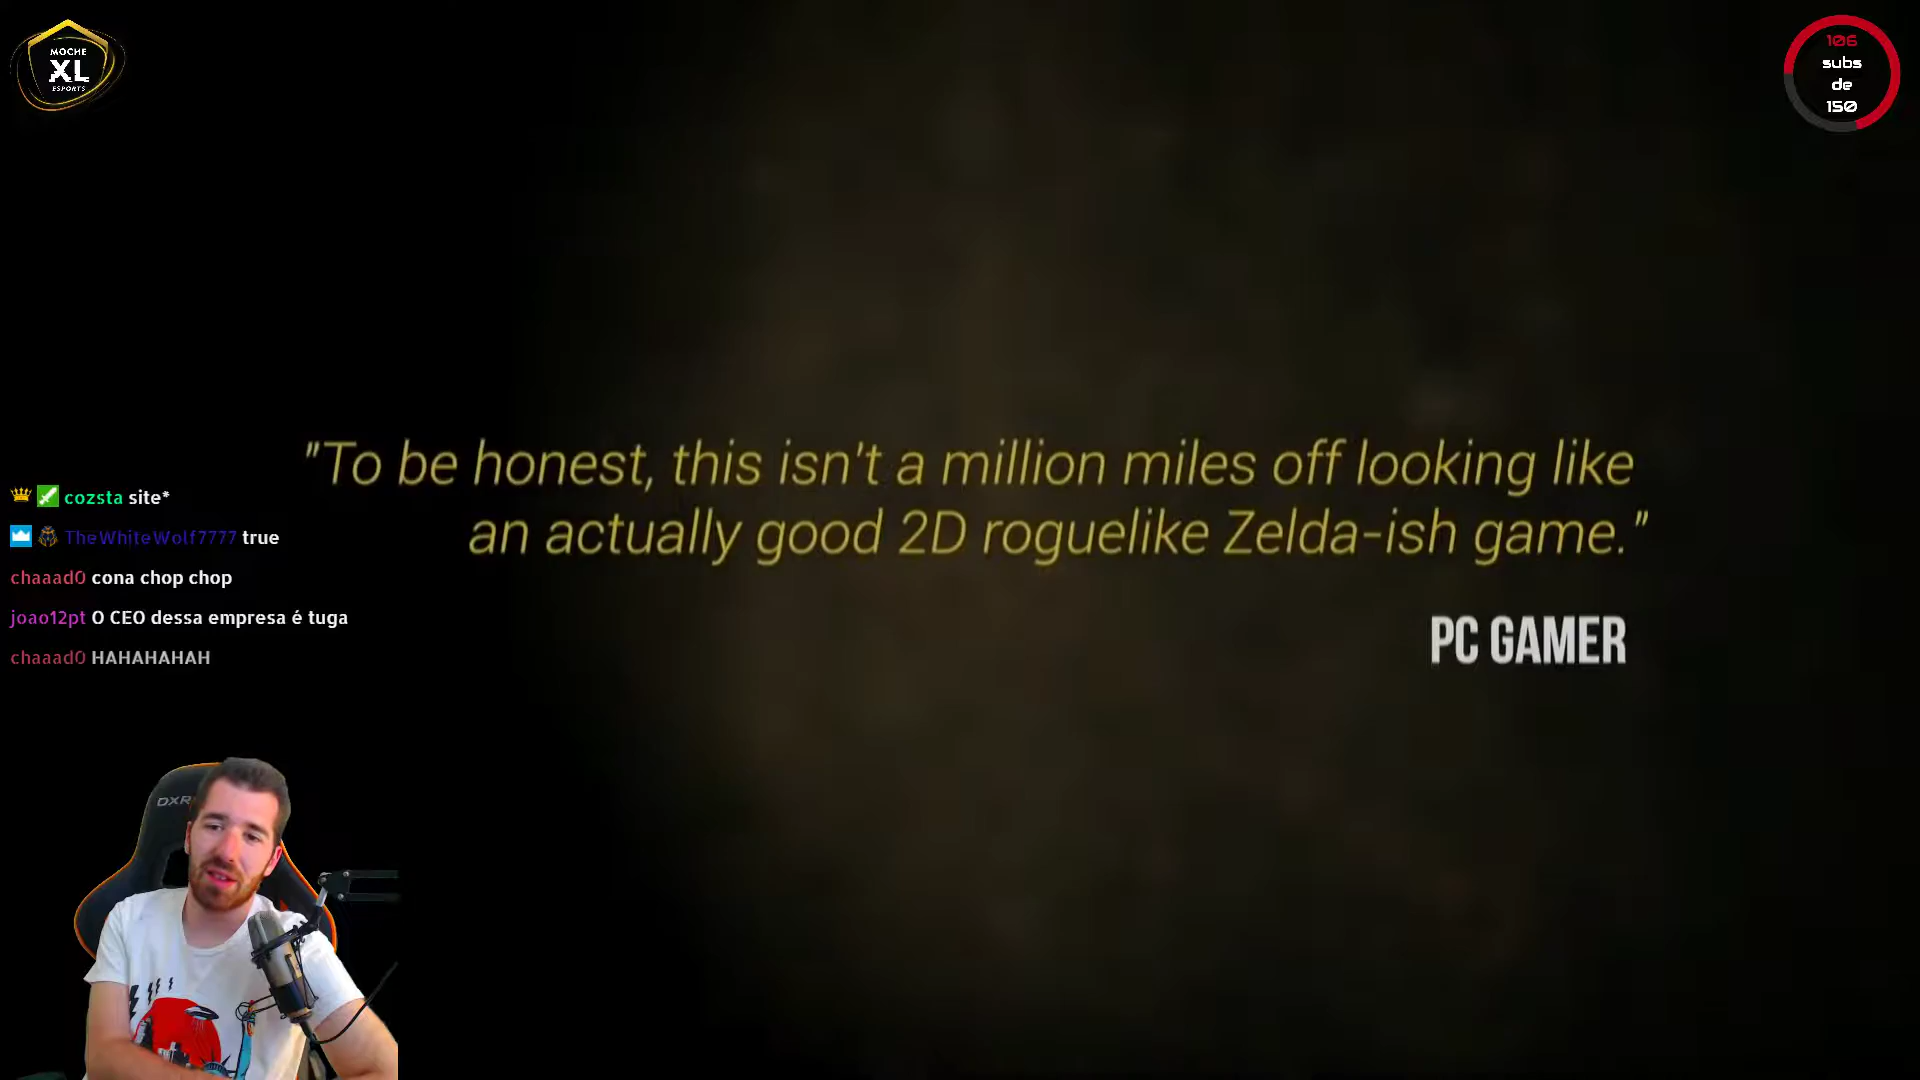 MOCHE
XL
ESPORTS
106
subs
de
150
"To be honest, this isn't a million miles off looking like
an actually good 2D roguelike Zelda-ish game."
PC GAMER
cozsta site*
TheWhiteWolf7777 true
chaaad0 cona chop chop
joao12pt O CEO dessa empresa é tuga
chaaad0 HAHAHAHAH
DXR